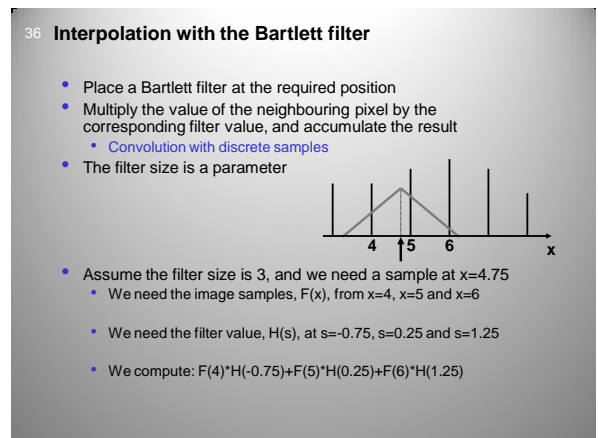 36 Interpolation with the Bartlett filter
• Place a Bartlett filter at the required position
• Multiply the value of the neighbouring pixel by the
corresponding filter value, and accumulate the result
• Convolution with discrete samples
• The filter size is a parameter
4 5 6
x
• Assume the filter size is 3, and we need a sample at x=4.75
• We need the image samples, F(x), from x=4, x=5 and x=6
• We need the filter value, H(s), at s=-0.75, s=0.25 and s=1.25
• We compute: F(4)*H(-0.75)+F(5)*H(0.25)+F(6)*H(1.25)